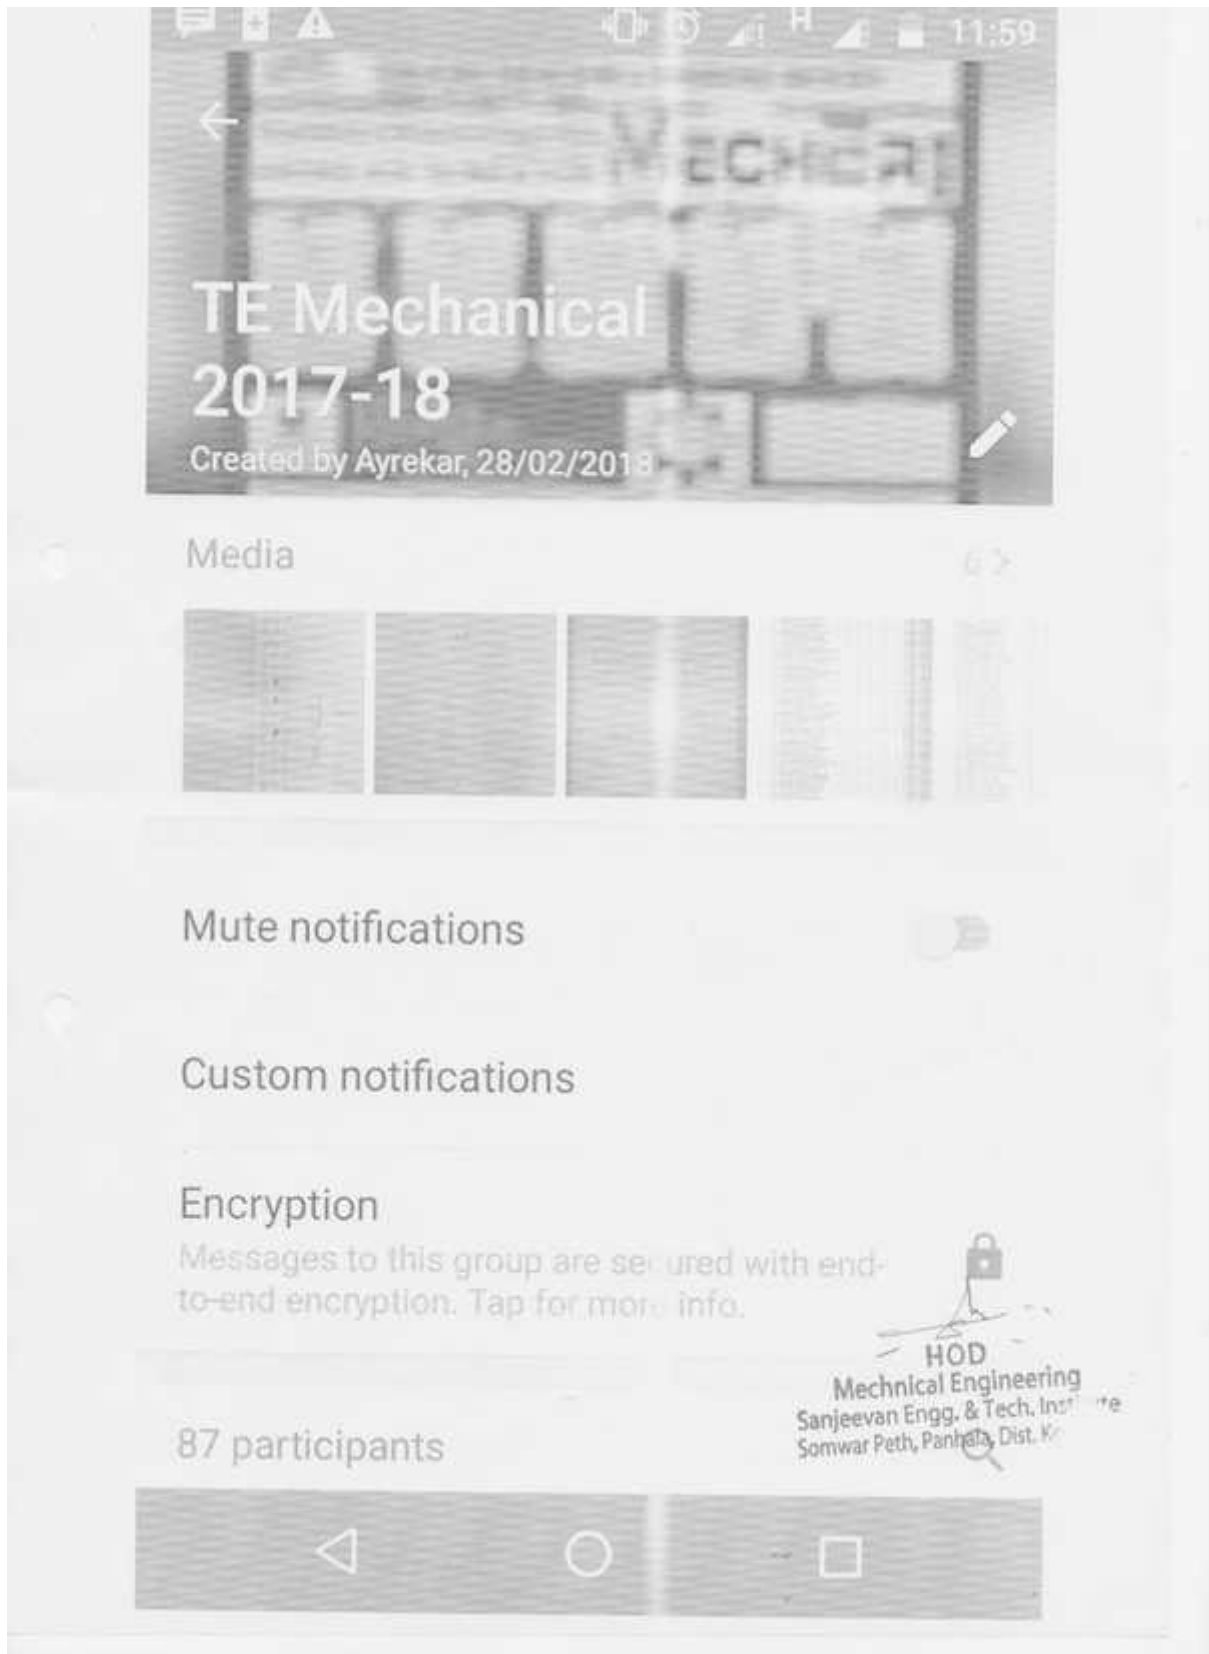 11:59
H
TE Mechanical
2017-18
Created by Ayrekar, 28/02/2018
Media
6 >
Mute notifications
Custom notifications
Encryption
Messages to this group are secured with end-
to-end encryption. Tap for more info.
HOD
Mechnical Engineering
Sanjeevan Engg. & Tech.
Somwar Peth, Panhala, Dist.
87 participants